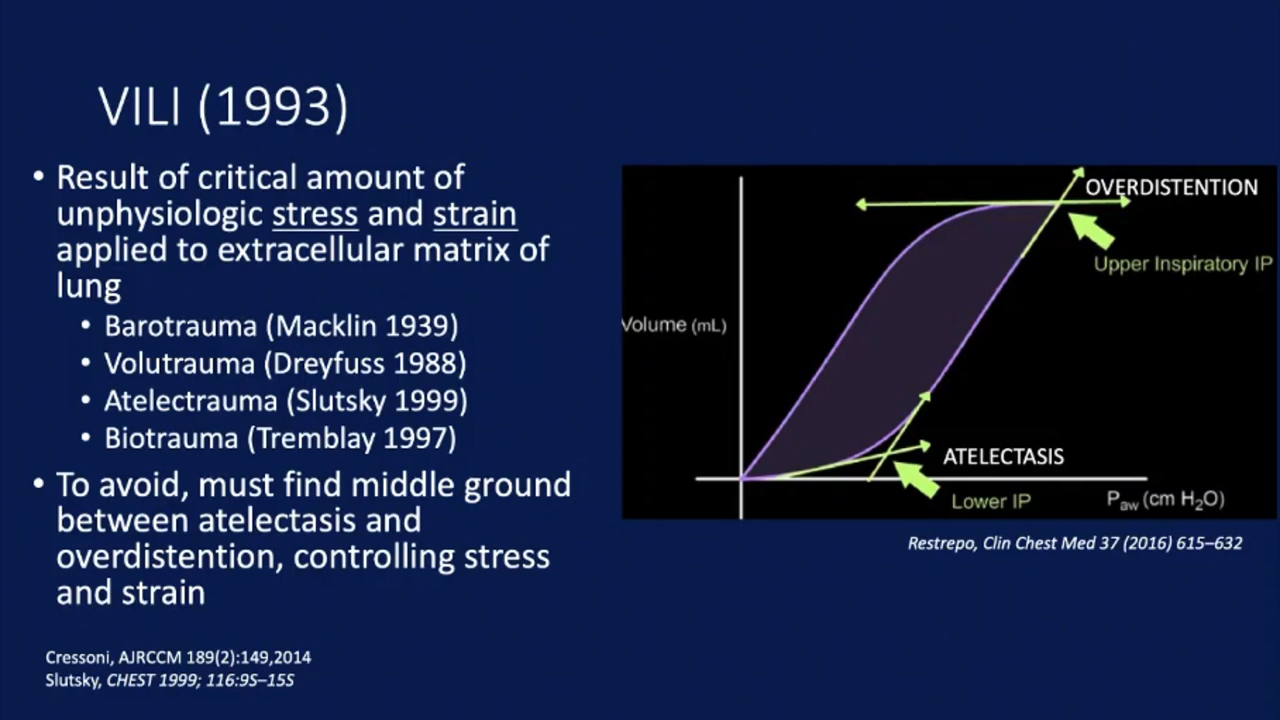 VILI (1993)
• Result of critical amount of
unphysiologic stress and strain
applied to extracellular matrix of
lung
• Barotrauma (Macklin 1939)
• Volutrauma (Dreyfuss 1988)
• Atelectrauma (Slutsky 1999)
• Biotrauma (Tremblay 1997)
• To avoid, must find middle ground
between atelectasis and
overdistention, controlling stress
and strain
Cressoni, AJRCCM 189(2):149,2014
Slutsky, CHEST 1999; 116:9S–15S
OVERDISTENTION
Upper Inspiratory IP
Volume (mL)
ATELECTASIS
Lower IP
Paw (cm H2O)
Restrepo, Clin Chest Med 37 (2016) 615–632